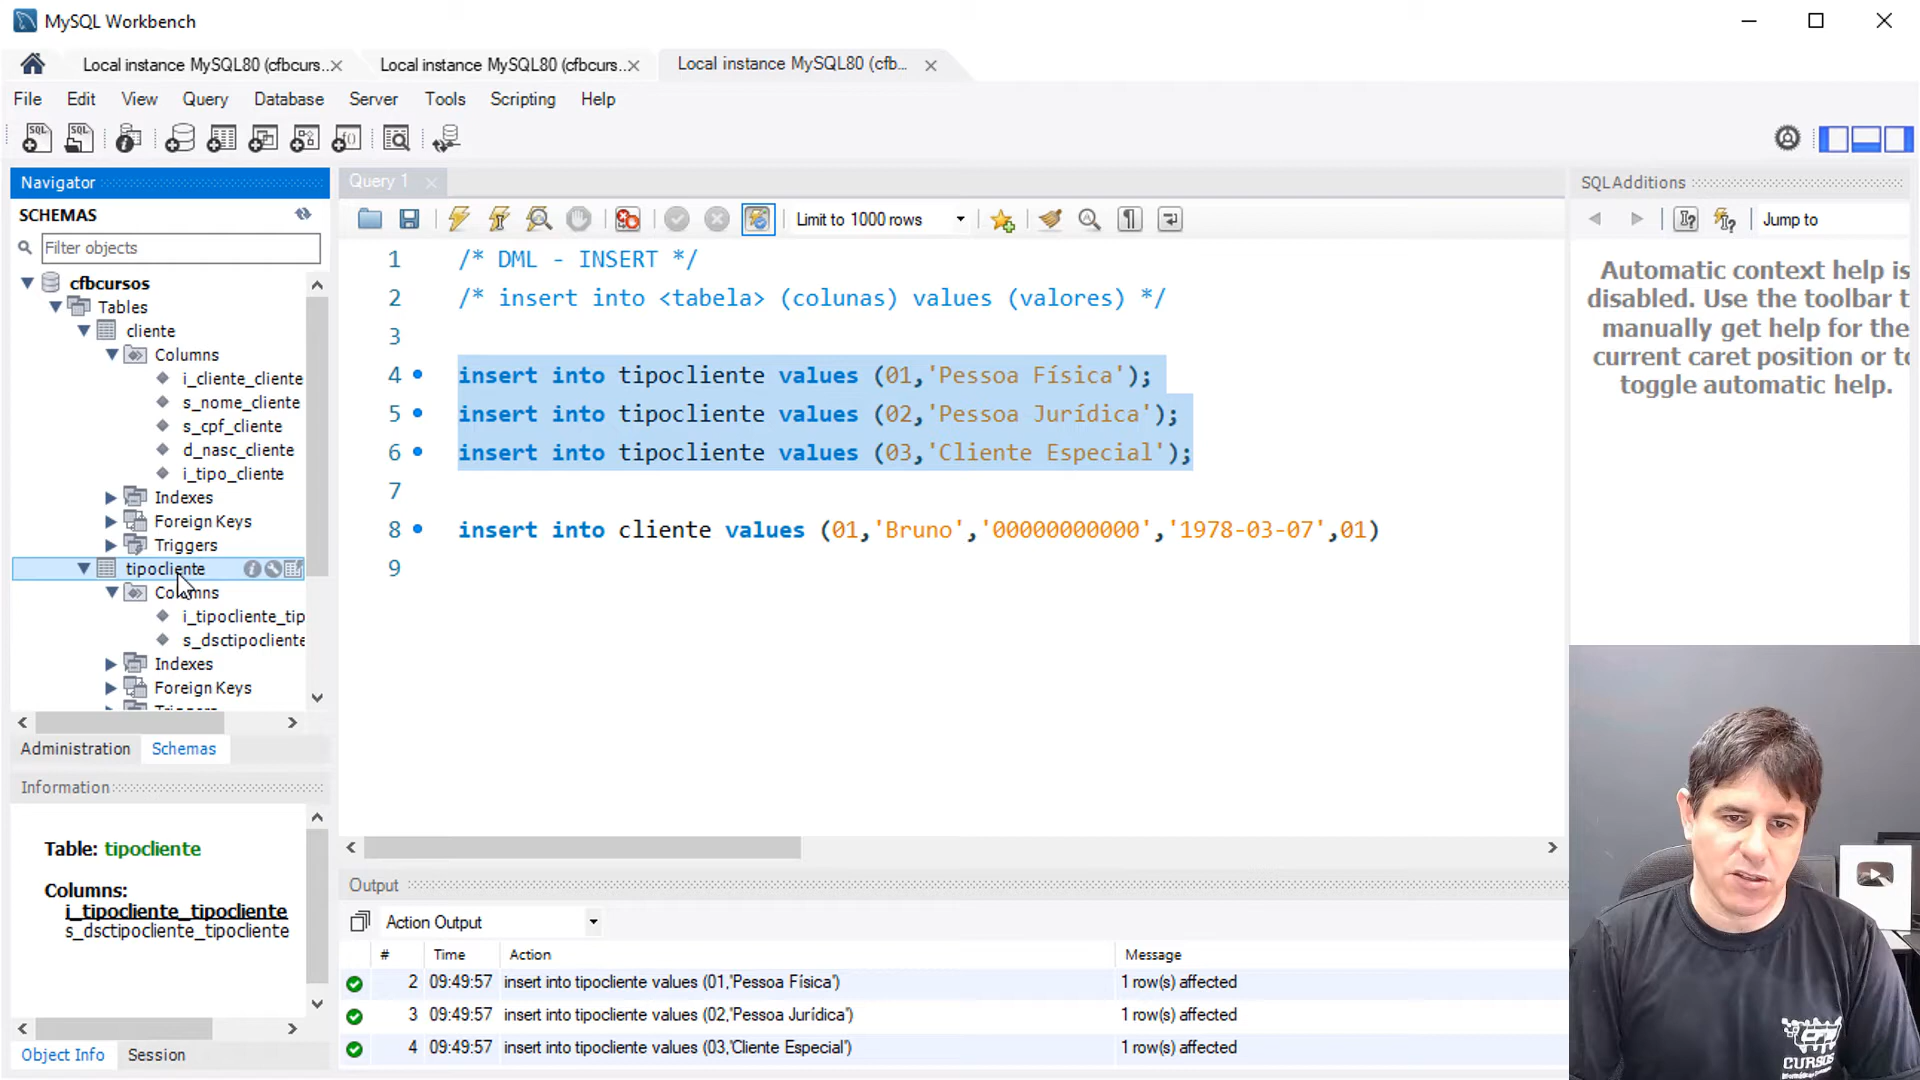 MySQL Workbench
Local instance MySQL80 (cfbcurs..
Local instance MySQL80 (cfbcurs...
Local instance MySQL80 (cfb...
File Edit View Query Database Server Tools Scripting Help
Navigator
SCHEMAS
Filter objects
cfbcursos
Tables
cliente
Columns
i_cliente_cliente
s_nome_cliente
s_cpf_cliente
d_nasc_cliente
i_tipo_cliente
Indexes
Foreign Keys
Triggers
tipocliente
Columns
i_tipocliente_tip
s_dsctipocliente
Indexes
Foreign Keys
Administration Schemas
Information
Table: tipocliente
Columns:
i_tipocliente_tipocliente
s_dsctipocliente_tipocliente
Object Info Session
Query 1
Limit to 1000 rows
1 /* DML - INSERT */
2 /* insert into <tabela> (colunas) values (valores) */
3
4 insert into tipocliente values (01,'Pessoa Física');
5 insert into tipocliente values (02,'Pessoa Jurídica');
6 insert into tipocliente values (03,'Cliente Especial');
7
8 insert into cliente values (01,'Bruno','00000000000','1978-03-07',01)
9
Output
Action Output
# Time Action Message
2 09:49:57 insert into tipocliente values (01,'Pessoa Física') 1 row(s) affected
3 09:49:57 insert into tipocliente values (02,'Pessoa Jurídica') 1 row(s) affected
4 09:49:57 insert into tipocliente values (03,'Cliente Especial') 1 row(s) affected
SQLAdditions
Jump to
Automatic context help is
disabled. Use the toolbar t
manually get help for the
current caret position or to
toggle automatic help.
CURSOS